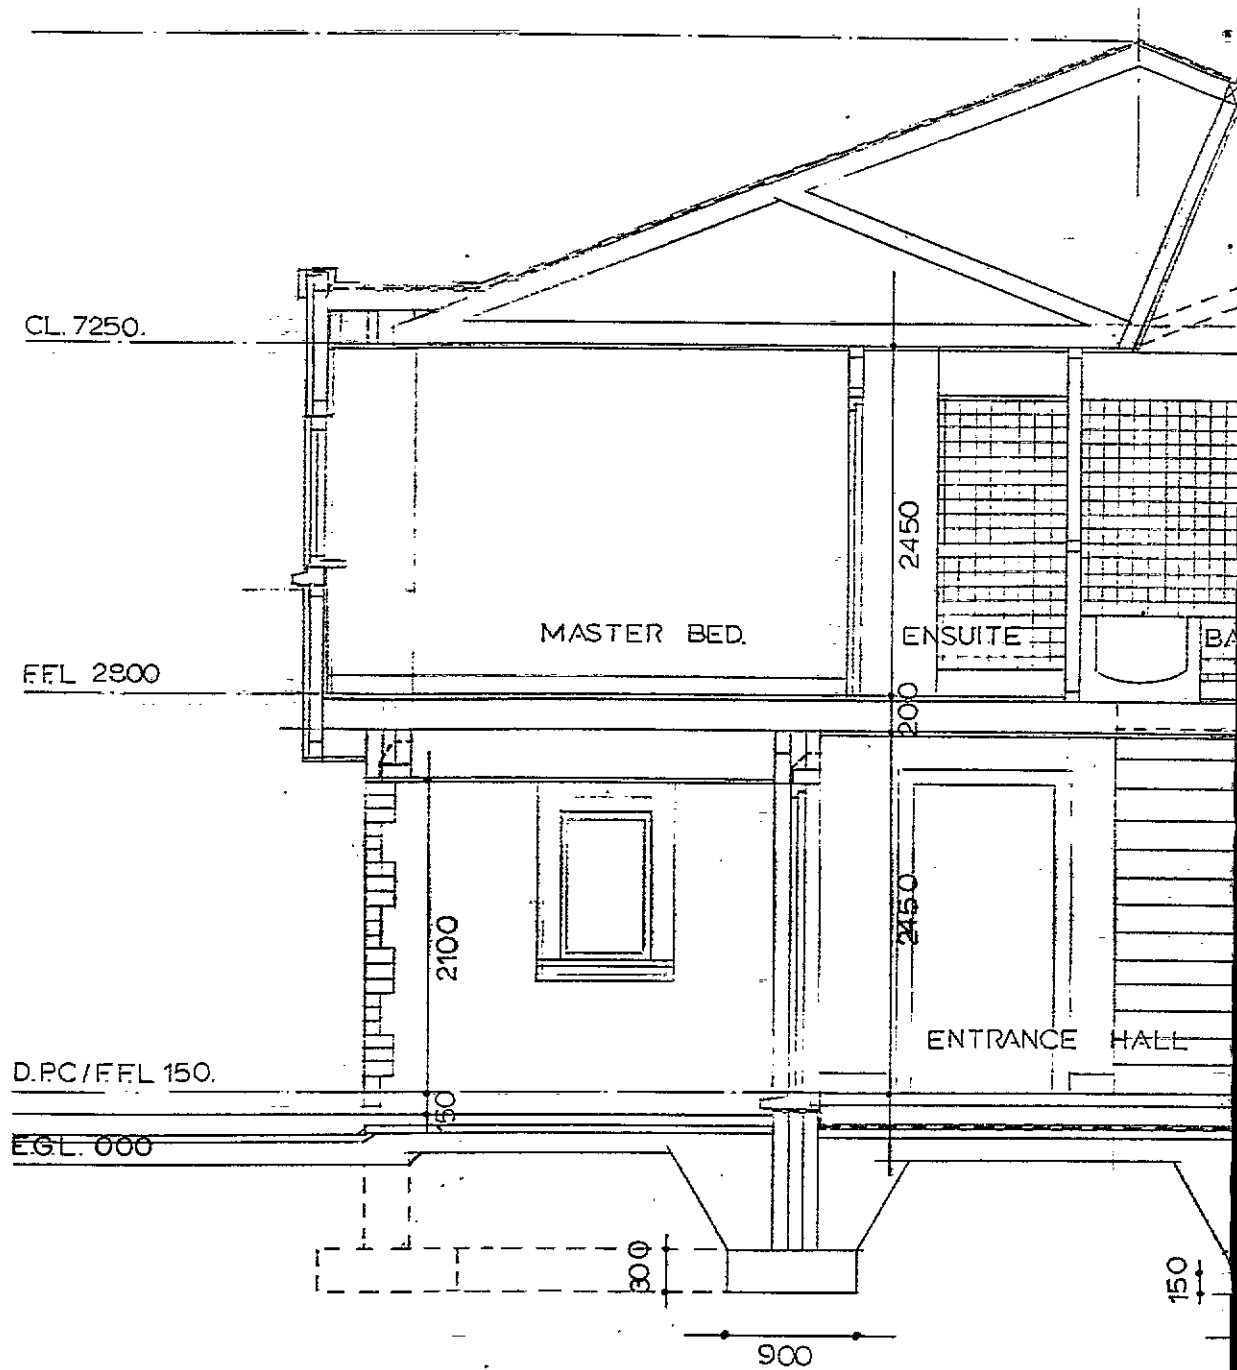 CL. 7250.
2450
MASTER BED.
ENSUITE
BA
F.F.L 2800
200
2100
2450
ENTRANCE HALL
D.P.C/F.F.L 150.
150
E.G.L. 000
300
150
900